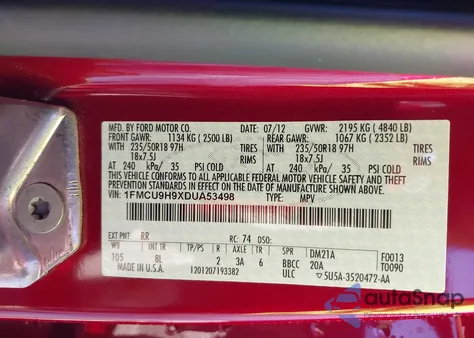 MFD. BY FORD MOTOR CO. DATE: 07/12 GVWR: 2195 KG ( 4840 LB)
FRONT GAWR: 1134 KG ( 2500 LB) REAR GAWR: 1067 KG ( 2352 LB)
WITH 235/50R18 97H TIRES WITH 235/50R18 97H TIRES
18x7.5J RIMS 18x7.5J RIMS
AT 240 kPa/ 35 PSI COLD AT 240 kPa/ 35 PSI COLD
THIS VEHICLE CONFORMS TO ALL APPLICABLE FEDERAL MOTOR VEHICLE SAFETY AND THEFT
PREVENTION STANDARDS IN EFFECT ON THE DATE OF MANUFACTURE SHOWN ABOVE.
VIN: 1FMCU9H9XDUA53498 TYPE: MPV
EXT PNT: RR RC: 74 DSO:
WB INT TR TP/PS R AXLE TR SPR DM21A F0013
105 8L 2 3A 6 BBCC 20A T0090
MADE IN U.S.A. 1201207193382 ULC 5U5A-3520472-AA
autoSnap